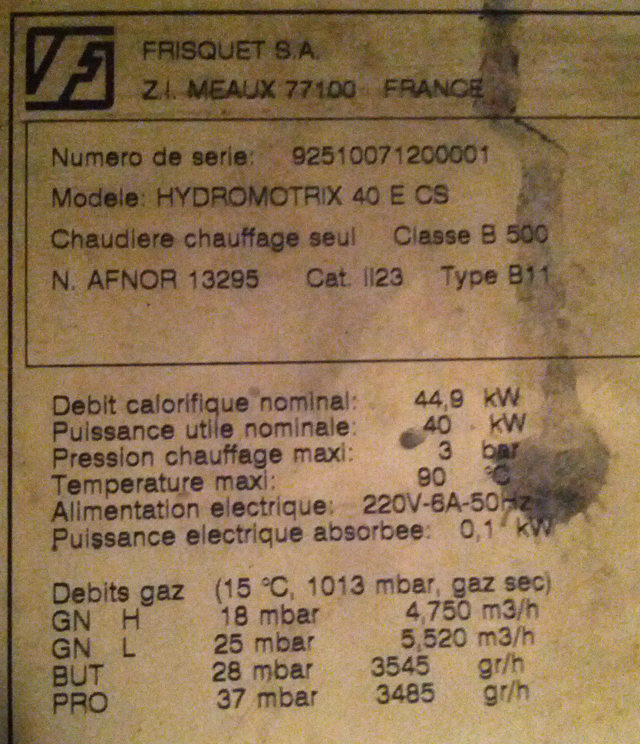 FRISQUET S.A.
Z.I. MEAUX 77100 FRANCE
Numero de serie: 92510071200001
Modele: HYDROMOTRIX 40 E CS
Chaudiere chauffage seul Classe B 500
N. AFNOR 13295 Cat. II23 Type B11
Debit calorifique nominal: 44,9 kW
Puissance utile nominale: 40 kW
Pression chauffage maxi: 3 bar
Temperature maxi: 90 °C
Alimentation electrique: 220V-6A-50Hz
Puissance electrique absorbee: 0,1 kW
Debits gaz (15 °C, 1013 mbar, gaz sec)
GN H 18 mbar 4,750 m3/h
GN L 25 mbar 5,520 m3/h
BUT 28 mbar 3545 gr/h
PRO 37 mbar 3485 gr/h